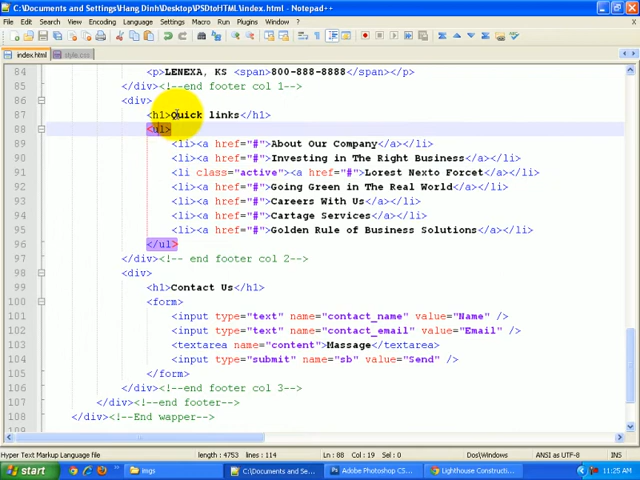 C:\Documents and Settings\Hang Dinh\PSDtoHTML\index.html - Notepad++
File Edit Search View Encoding Language Settings Macro Run Plugins Window ?
index.html style.css
84 <p>LENEXA, KS <span>800-888-8888</span></p>
85 </div><!--end footer col 1-->
86 <div>
87 <h1>Quick links</h1>
88 <ul>
89 <li><a href="#">About Our Company</a></li>
90 <li><a href="#">Investing in The Right Business</a></li>
91 <li class="active"><a href="#">Lorest Nexto Forcet</a></li>
92 <li><a href="#">Going Green in The Real World</a></li>
93 <li><a href="#">Careers With Us</a></li>
94 <li><a href="#">Cartage Services</a></li>
95 <li><a href="#">Golden Rule of Business Solutions</a></li>
96 </ul>
97 </div><!-- end footer col 2-->
98 <div>
99 <h1>Contact Us</h1>
100 <form>
101 <input type="text" name="contact_name" value="Name" />
102 <input type="text" name="contact_email" value="Email" />
103 <textarea name="content">Massage</textarea>
104 <input type="submit" name="sb" value="Send" />
105 </form>
106 </div><!--end footer col 3-->
107 </div><!--end footer-->
108 </div><!--End wapper-->
Hyper Text Markup Language file length : 4753 lines : 114 Ln : 88 Col : 19 Sel : 0 Dos\Windows ANSI as UTF-8 INS
start imgs C:\Documents and Se... Adobe Photoshop CS... Lighthouse Constructi... 11:25 AM